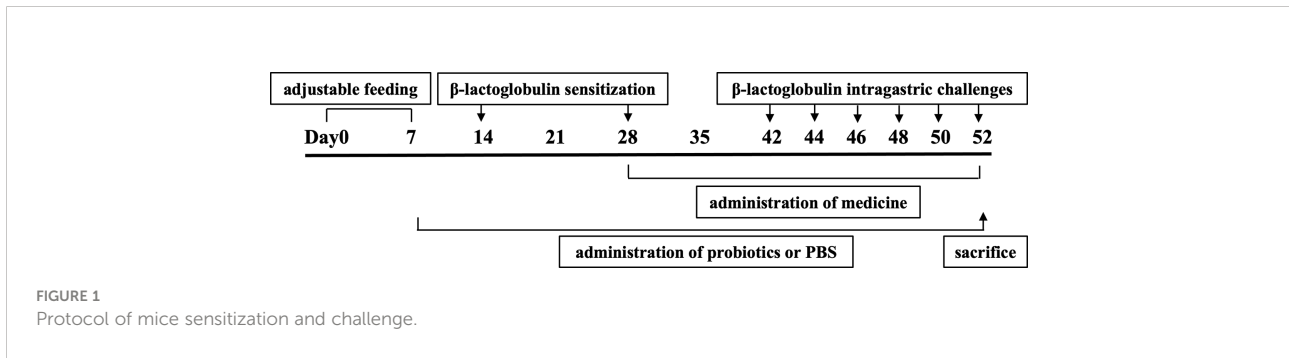 adjustable feeding β-lactoglobulin sensitization β-lactoglobulin intragastric challenges
Day0 7 14 21 28 35 42 44 46 48 50 52
administration of medicine
administration of probiotics or PBS sacrifice
FIGURE 1
Protocol of mice sensitization and challenge.